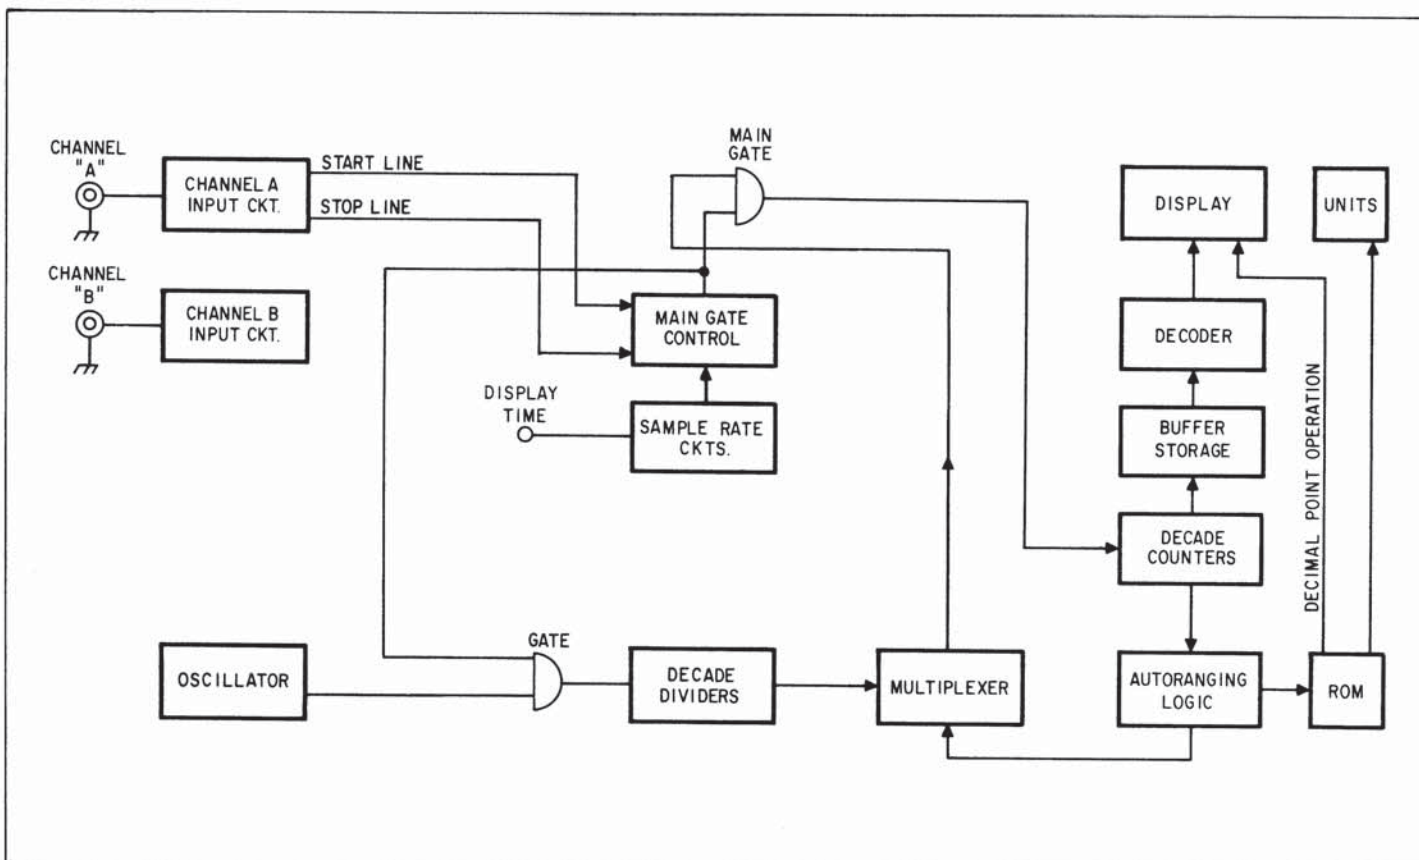 CHANNEL
"A"
CHANNEL A
INPUT CKT.
START LINE
STOP LINE
CHANNEL
"B"
CHANNEL B
INPUT CKT.
MAIN
GATE
MAIN GATE
CONTROL
DISPLAY
TIME
SAMPLE RATE
CKTS.
OSCILLATOR
GATE
DECADE
DIVIDERS
MULTIPLEXER
DISPLAY
UNITS
DECODER
BUFFER
STORAGE
DECADE
COUNTERS
DECIMAL POINT OPERATION
AUTORANGING
LOGIC
ROM